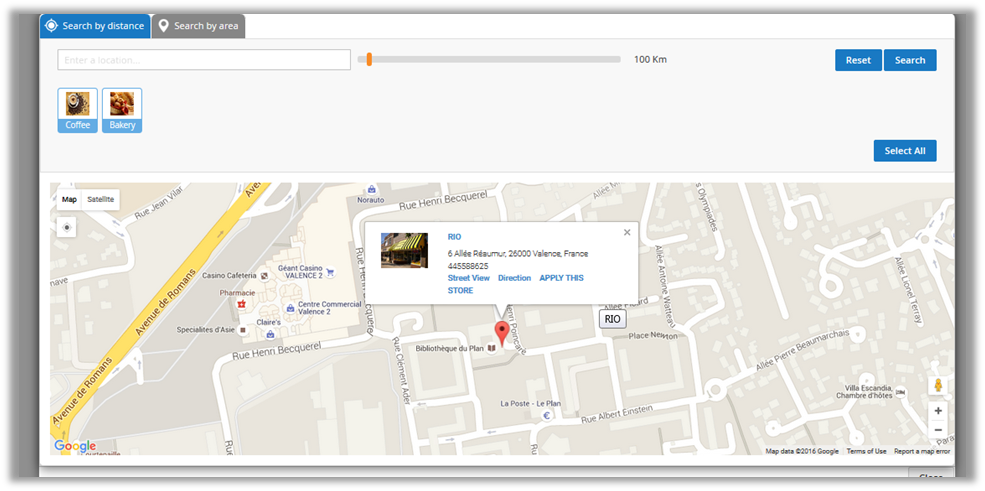 Search by distance
Search by area
Enter a location...
100 Km
Reset
Search
Coffee
Bakery
Select All
Map
Satellite
Rue Jean Vilar
Norauto
Rue Henri Becquerel
RIO
6 Allée Réaumur, 26000 Valence, France
445588625
Street View Direction APPLY THIS
STORE
Casino Cafeteria
Géant Casino
VALENCE 2
Pharmacie
Centre Commercial
Valence 2
Claire's
Specialites d'Asie
Avenue de Romans
Rue Henri Becquerel
Avenue de Romans
Rue Clément Ader
Bibliothèque du Plan
RIO
Place Newton
Allée Antoine Watteau
Allée Pierre Beaumarchais
Allée Lionel Terray
Villa Escandia,
Chambre d'hôtes
La Poste - Le Plan
Rue Albert Einstein
+
−
Google
Map data ©2016 Google
Terms of Use
Report a map error